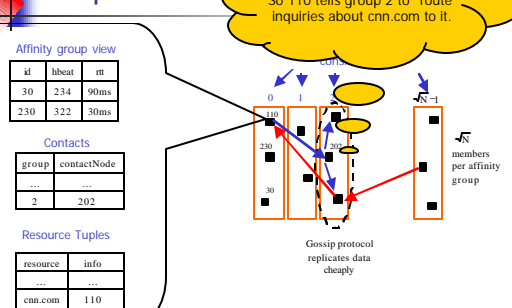 110 tells group 2 to "route
inquiries about cnn.com to it.
Affinity group view
id hbeat rtt
30 234 90ms
230 322 30ms
Contacts
group contactNode
... ...
2 202
Resource Tuples
resource info
... ...
cnn.com 110
0 1
√N -1
110
230
30
202
√N
members
per affinity
group
Gossip protocol
replicates data
cheaply